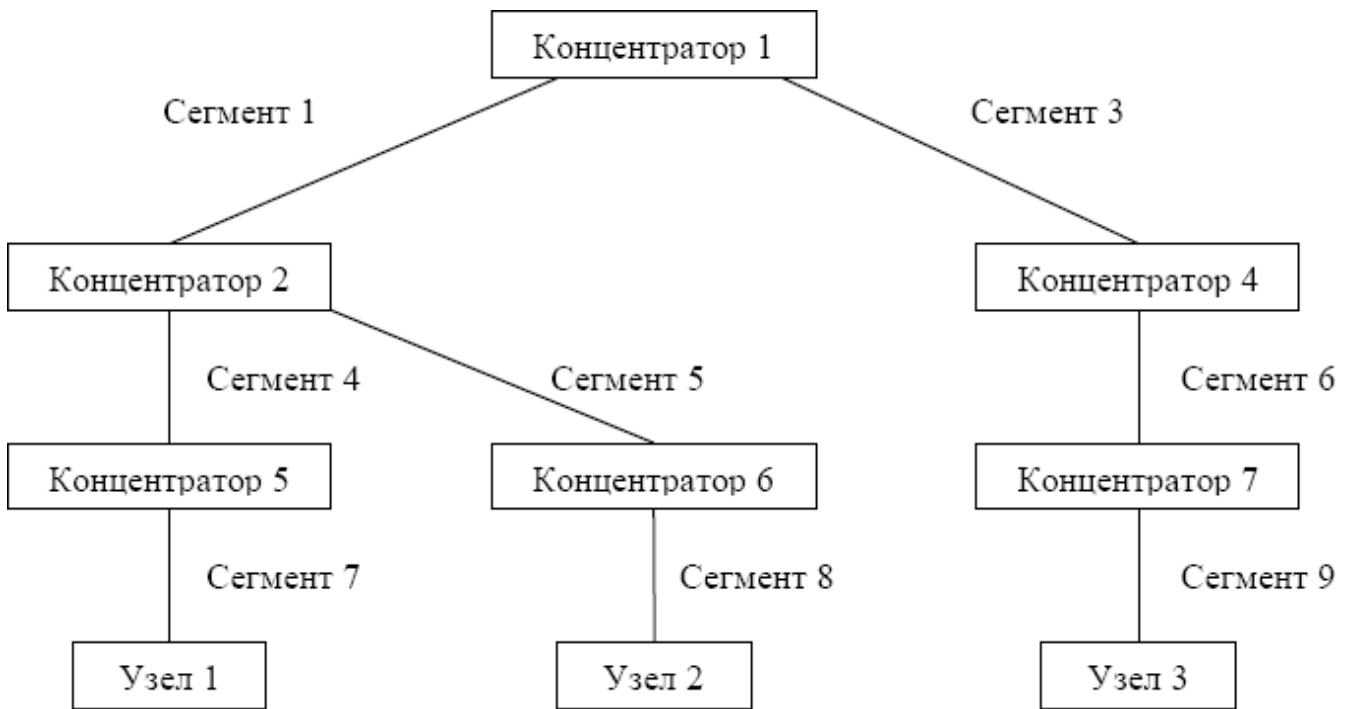 Концентратор 1
Сегмент 1
Сегмент 3
Концентратор 2
Концентратор 4
Сегмент 4
Сегмент 5
Сегмент 6
Концентратор 5
Концентратор 6
Концентратор 7
Сегмент 7
Сегмент 8
Сегмент 9
Узел 1
Узел 2
Узел 3